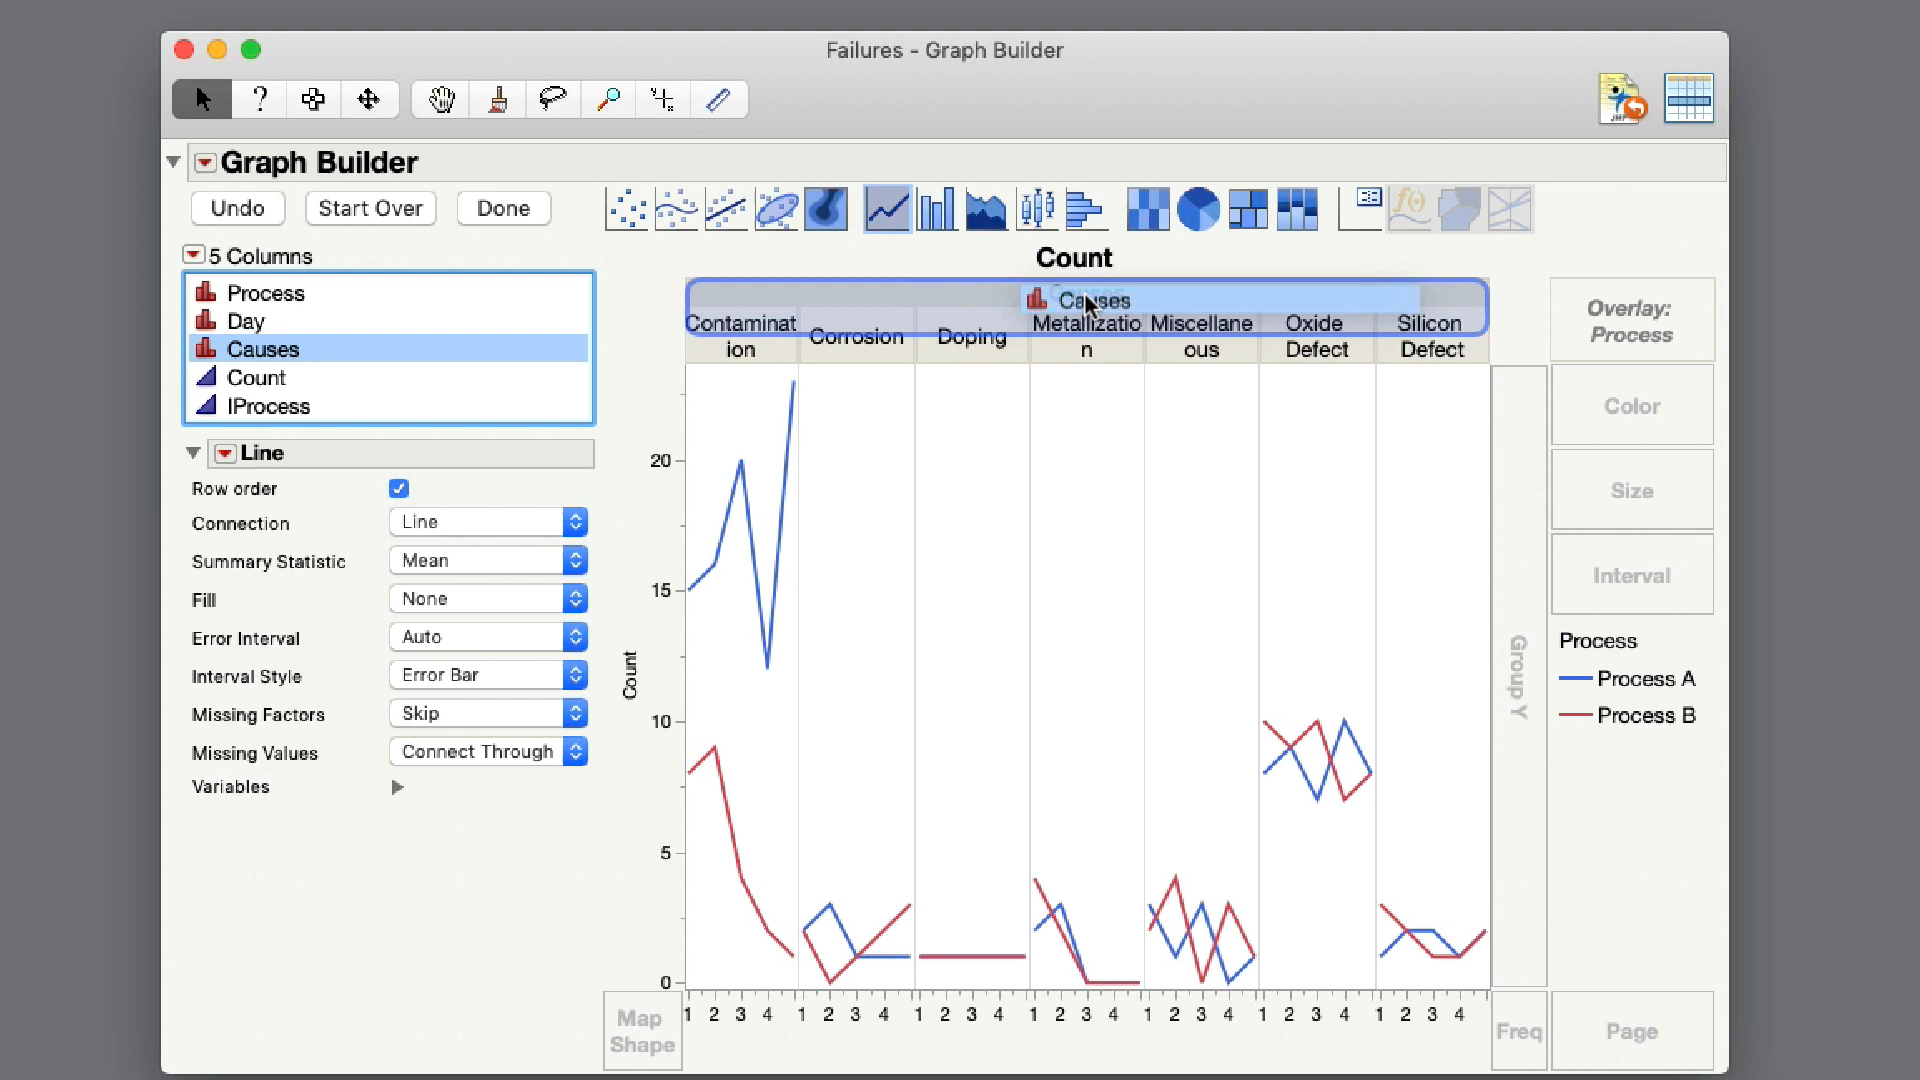 Failures - Graph Builder
?
JMP
Graph Builder
Undo Start Over Done
5 Columns
Process
Day
Causes
Count
IProcess
Line
Row order
Connection Line
Summary Statistic Mean
Fill None
Error Interval Auto
Interval Style Error Bar
Missing Factors Skip
Missing Values Connect Through
Variables
Count
Causes
Contaminat
ion
Corrosion
Doping
Metallizatio
n
Miscellane
ous
Oxide
Defect
Silicon
Defect
20
15
10
5
0
Count
1 2 3 4 1 2 3 4 1 2 3 4 1 2 3 4 1 2 3 4 1 2 3 4 1 2 3 4
Map
Shape
Group Y
Freq
Page
Overlay:
Process
Color
Size
Interval
Process
Process A
Process B